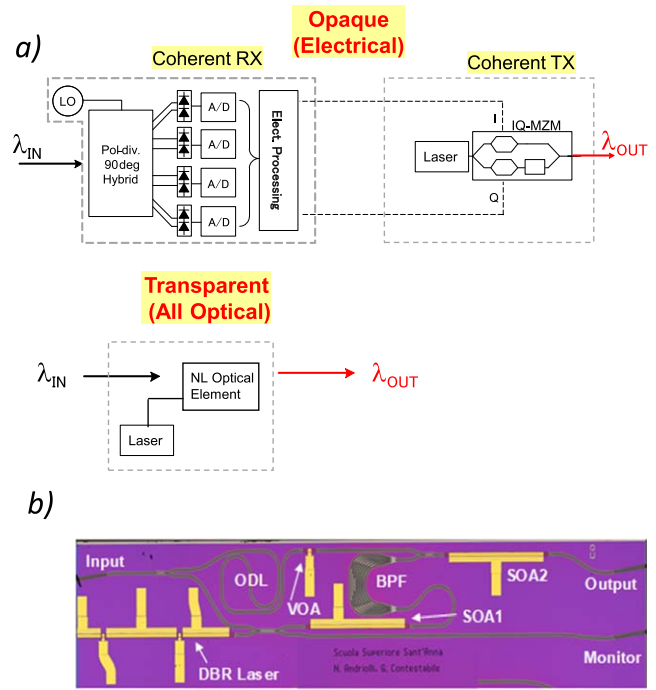 a)
Opaque
(Electrical)
Coherent RX
Coherent TX
LO
λIN
Pol-div.
90deg
Hybrid
A/D
A/D
A/D
A/D
Elect. Processing
I
Q
Laser
IQ-MZM
λOUT
Transparent
(All Optical)
λIN
NL Optical
Element
Laser
λOUT
b)
Input
ODL
VOA
BPF
SOA1
SOA2
Output
DBR Laser
Monitor
Scuola Superiore Sant'Anna
N. Andriolli, G. Contestabile